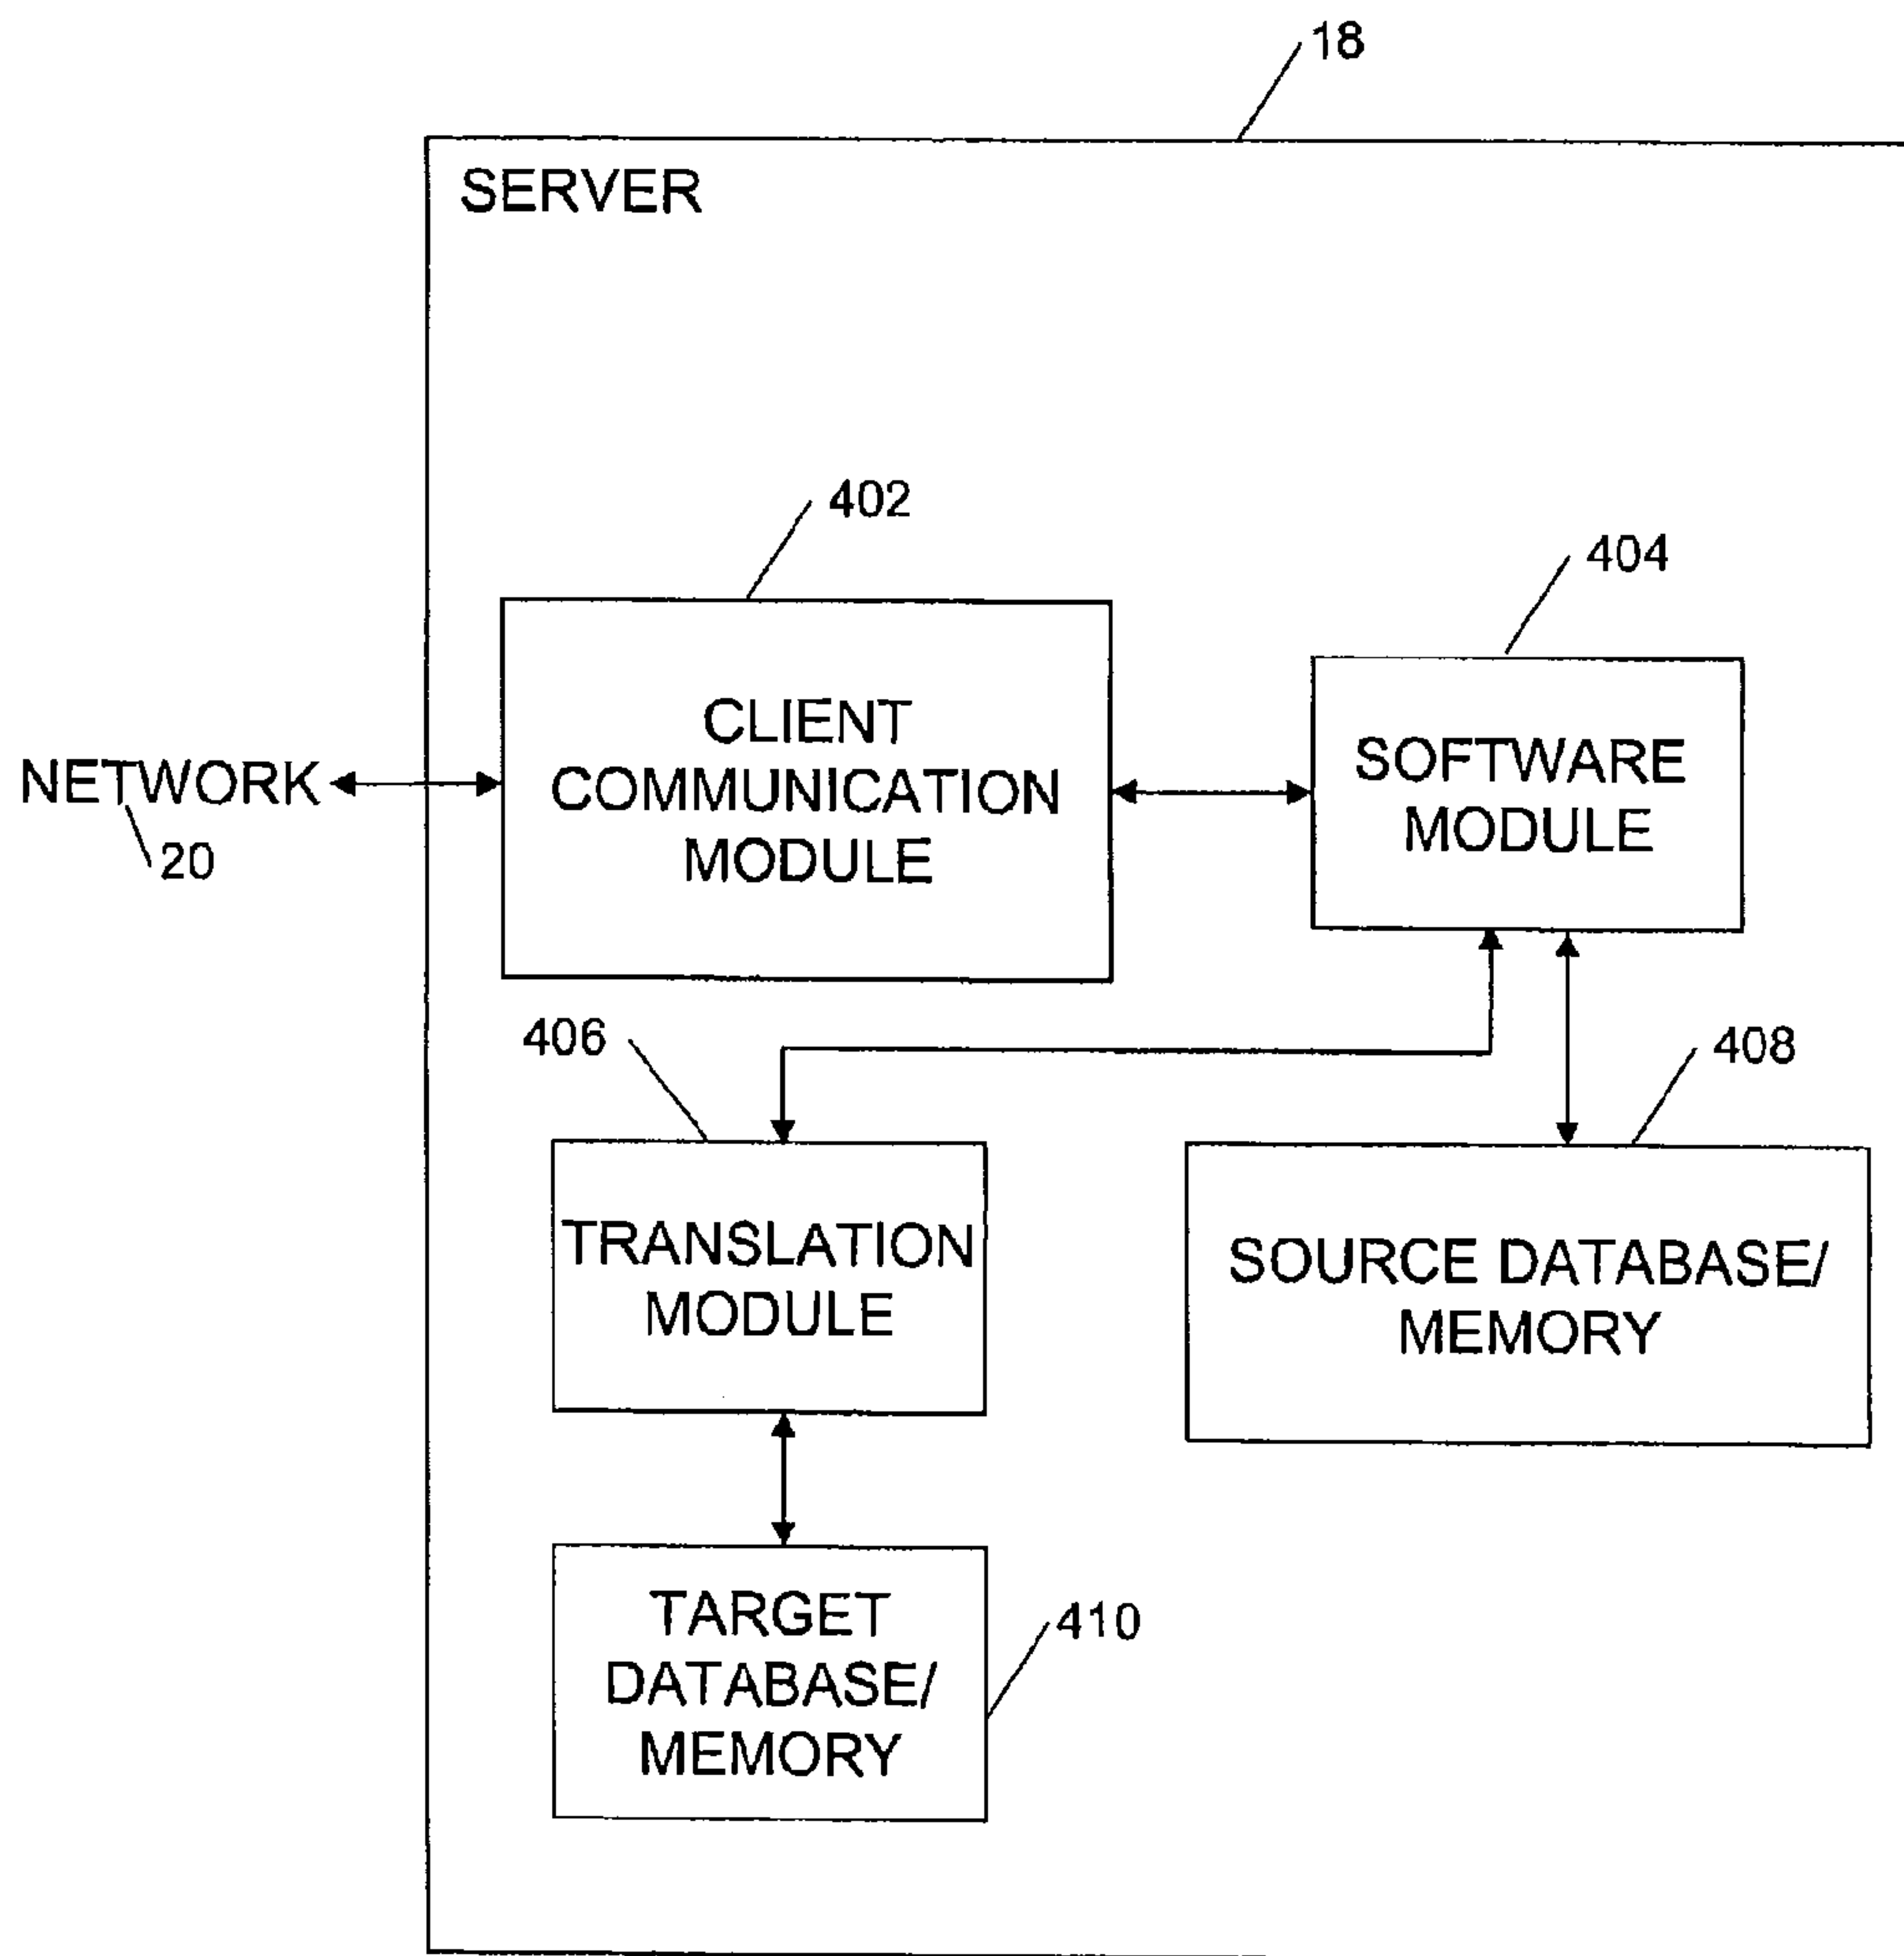 18
SERVER
402
404
CLIENT
COMMUNICATION
MODULE
SOFTWARE
MODULE
NETWORK
20
406
408
TRANSLATION
MODULE
SOURCE DATABASE/
MEMORY
TARGET
DATABASE/
MEMORY
410